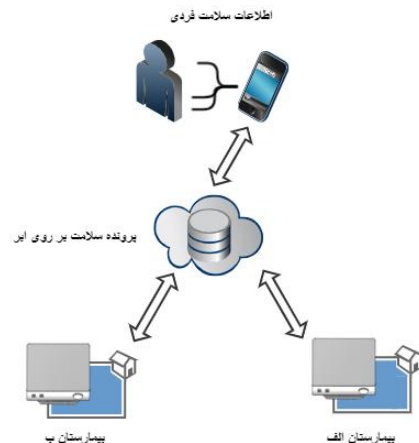 اطلاعات سلامت فردی
پرونده سلامت بر روی ابر
بیمارستان الف
بیمارستان ب